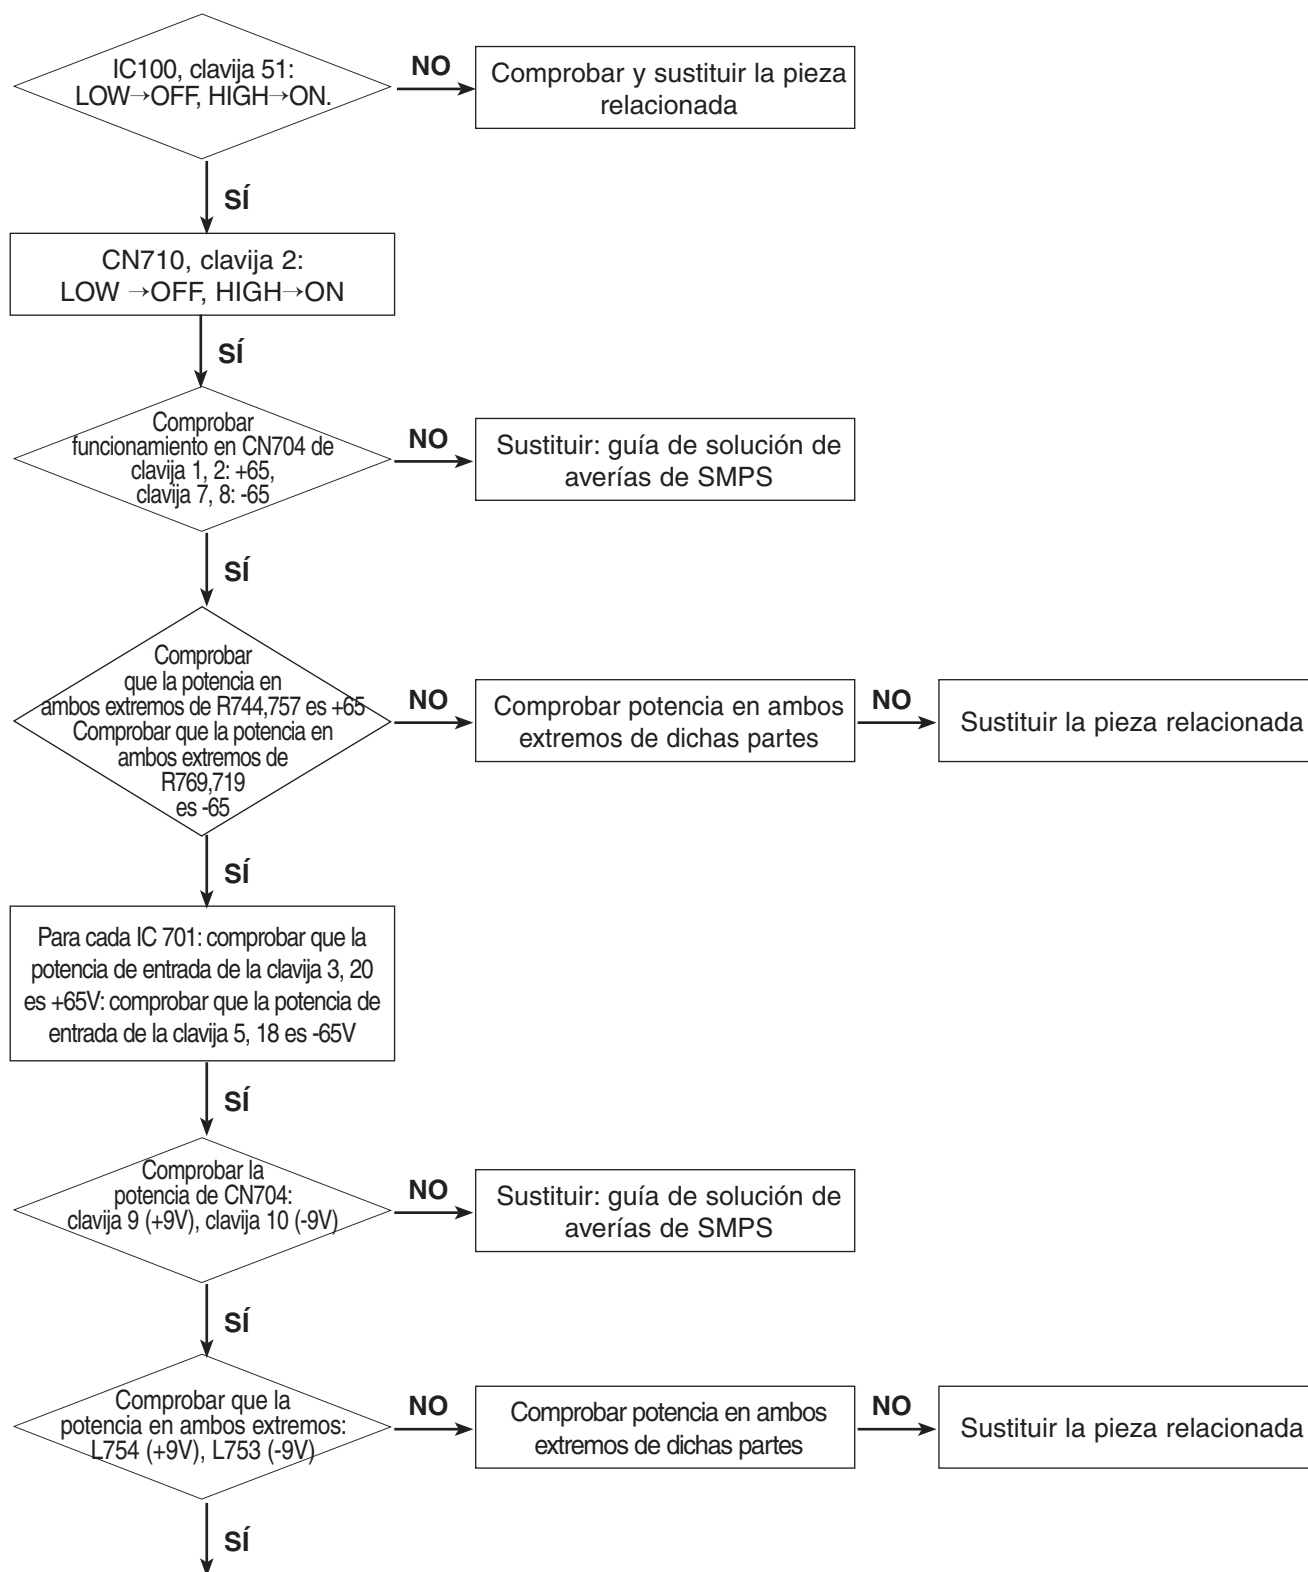 IC100, clavija 51:
LOW→OFF, HIGH→ON.
NO
Comprobar y sustituir la pieza
relacionada
SÍ
CN710, clavija 2:
LOW →OFF, HIGH→ON
SÍ
Comprobar
funcionamiento en CN704 de
clavija 1, 2: +65,
clavija 7, 8: -65
NO
Sustituir: guía de solución de
averías de SMPS
SÍ
Comprobar
que la potencia en
ambos extremos de R744,757 es +65
Comprobar que la potencia en
ambos extremos de
R769,719
es -65
NO
Comprobar potencia en ambos
extremos de dichas partes
NO
Sustituir la pieza relacionada
SÍ
Para cada IC 701: comprobar que la
potencia de entrada de la clavija 3, 20
es +65V: comprobar que la potencia de
entrada de la clavija 5, 18 es -65V
SÍ
Comprobar la
potencia de CN704:
clavija 9 (+9V), clavija 10 (-9V)
NO
Sustituir: guía de solución de
averías de SMPS
SÍ
Comprobar que la
potencia en ambos extremos:
L754 (+9V), L753 (-9V)
NO
Comprobar potencia en ambos
extremos de dichas partes
NO
Sustituir la pieza relacionada
SÍ